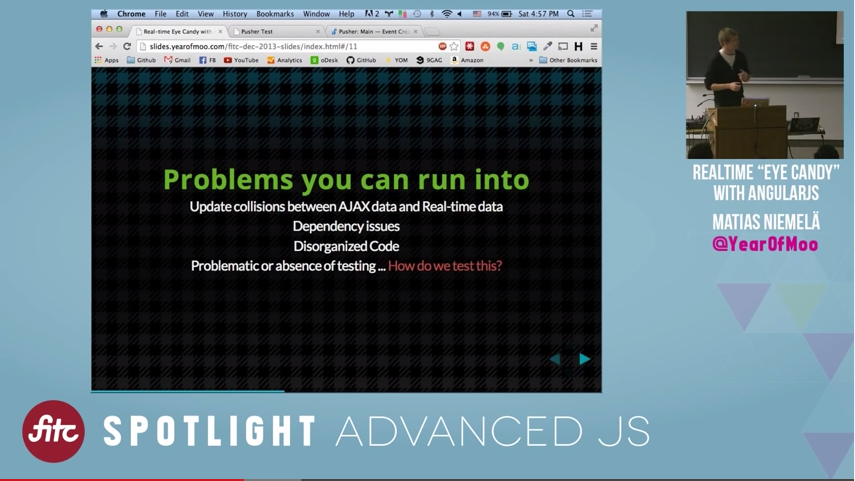 Chrome File Edit View History Bookmarks Window Help
2
94%
Sat 4:57 PM
Real-time Eye Candy with
Pusher Test
Pusher: Main — Event Cre
slides.yearofmoo.com/fitc-dec-2013-slides/index.html#/11
Apps Github Gmail FB YouTube Analytics oDesk GitHub YOM 9GAG Amazon » Other Bookmarks
Problems you can run into
Update collisions between AJAX data and Real-time data
Dependency issues
Disorganized Code
Problematic or absence of testing ... How do we test this?
REALTIME “EYE CANDY”
WITH ANGULARJS
MATIAS NIEMELÄ
@YearOfMoo
fitc SPOTLIGHT ADVANCED JS